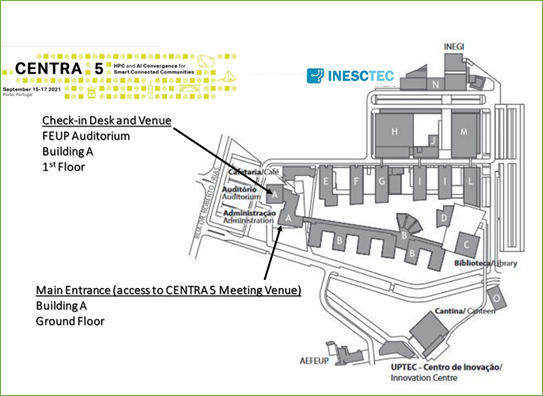 CENTRA 5
HPC and AI Convergence for
Smart Connected Communities
September 15-17 2021
Porto, Portugal
INESCTEC
INEGI
N
Check-in Desk and Venue
FEUP Auditorium
Building A
1st Floor
H
J
M
Cafetaria/Café
Auditório
Auditorium
Administração
Administration
RUA DE ROBERTO FRIAS
A
A
E
F
G
I
I
L
B
B
B
B
D
C
Biblioteca/Library
O
Main Entrance (access to CENTRA 5 Meeting Venue)
Building A
Ground Floor
Cantina/ Canteen
AEFEUP
UPTEC - Centro de Inovação/
Innovation Centre